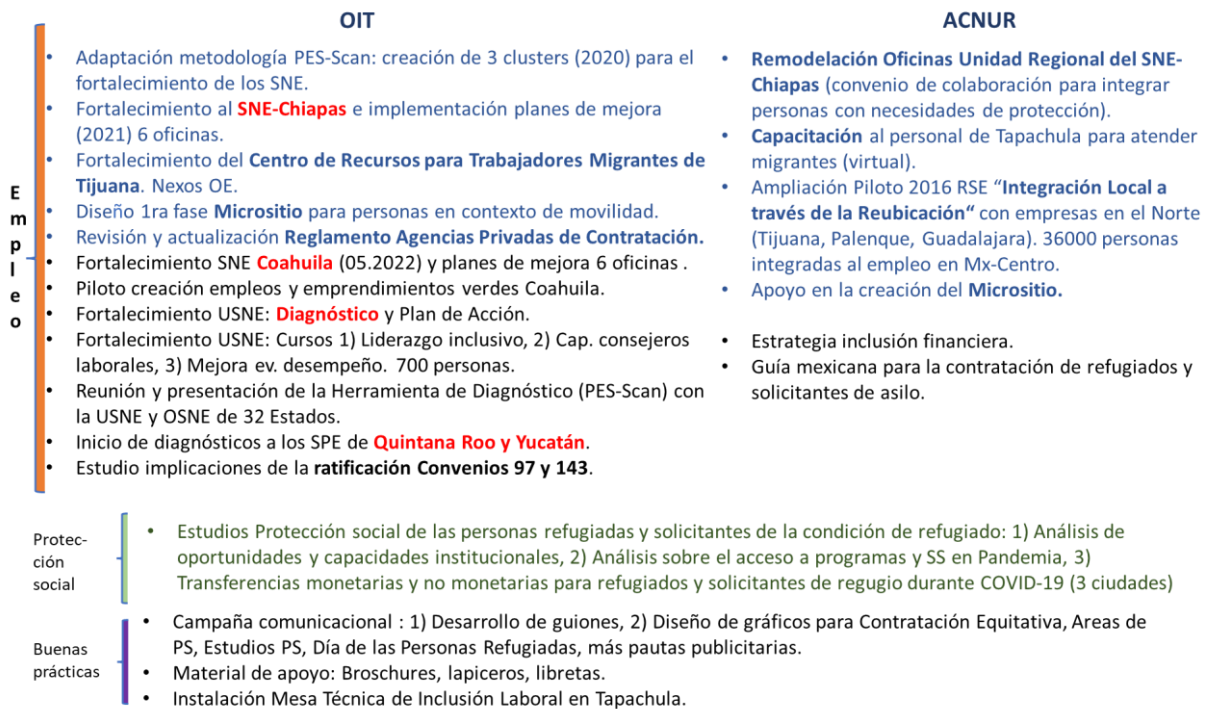 OIT
• Adaptación metodología PES-Scan: creación de 3 clusters (2020) para el
fortalecimiento de los SNE.
• Fortalecimiento al SNE-Chiapas e implementación planes de mejora
(2021) 6 oficinas.
• Fortalecimiento del Centro de Recursos para Trabajadores Migrantes de
Tijuana. Nexos OE.
• Diseño 1ra fase Micrositio para personas en contexto de movilidad.
• Revisión y actualización Reglamento Agencias Privadas de Contratación.
• Fortalecimiento SNE Coahuila (05.2022) y planes de mejora 6 oficinas .
• Piloto creación empleos y emprendimientos verdes Coahuila.
• Fortalecimiento USNE: Diagnóstico y Plan de Acción.
• Fortalecimiento USNE: Cursos 1) Liderazgo inclusivo, 2) Cap. consejeros
laborales, 3) Mejora ev. desempeño. 700 personas.
• Reunión y presentación de la Herramienta de Diagnóstico (PES-Scan) con
la USNE y OSNE de 32 Estados.
• Inicio de diagnósticos a los SPE de Quintana Roo y Yucatán.
• Estudio implicaciones de la ratificación Convenios 97 y 143.
ACNUR
• Remodelación Oficinas Unidad Regional del SNE-
Chiapas (convenio de colaboración para integrar
personas con necesidades de protección).
• Capacitación al personal de Tapachula para atender
migrantes (virtual).
• Ampliación Piloto 2016 RSE “Integración Local a
través de la Reubicación“ con empresas en el Norte
(Tijuana, Palenque, Guadalajara). 36000 personas
integradas al empleo en Mx-Centro.
• Apoyo en la creación del Micrositio.
• Estrategia inclusión financiera.
• Guía mexicana para la contratación de refugiados y
solicitantes de asilo.
E
m
p
l
e
o
Protec-
ción
social
• Estudios Protección social de las personas refugiadas y solicitantes de la condición de refugiado: 1) Análisis de
oportunidades y capacidades institucionales, 2) Análisis sobre el acceso a programas y SS en Pandemia, 3)
Transferencias monetarias y no monetarias para refugiados y solicitantes de regugio durante COVID-19 (3 ciudades)
Buenas
prácticas
• Campaña comunicacional : 1) Desarrollo de guiones, 2) Diseño de gráficos para Contratación Equitativa, Areas de
PS, Estudios PS, Día de las Personas Refugiadas, más pautas publicitarias.
• Material de apoyo: Broschures, lapiceros, libretas.
• Instalación Mesa Técnica de Inclusión Laboral en Tapachula.